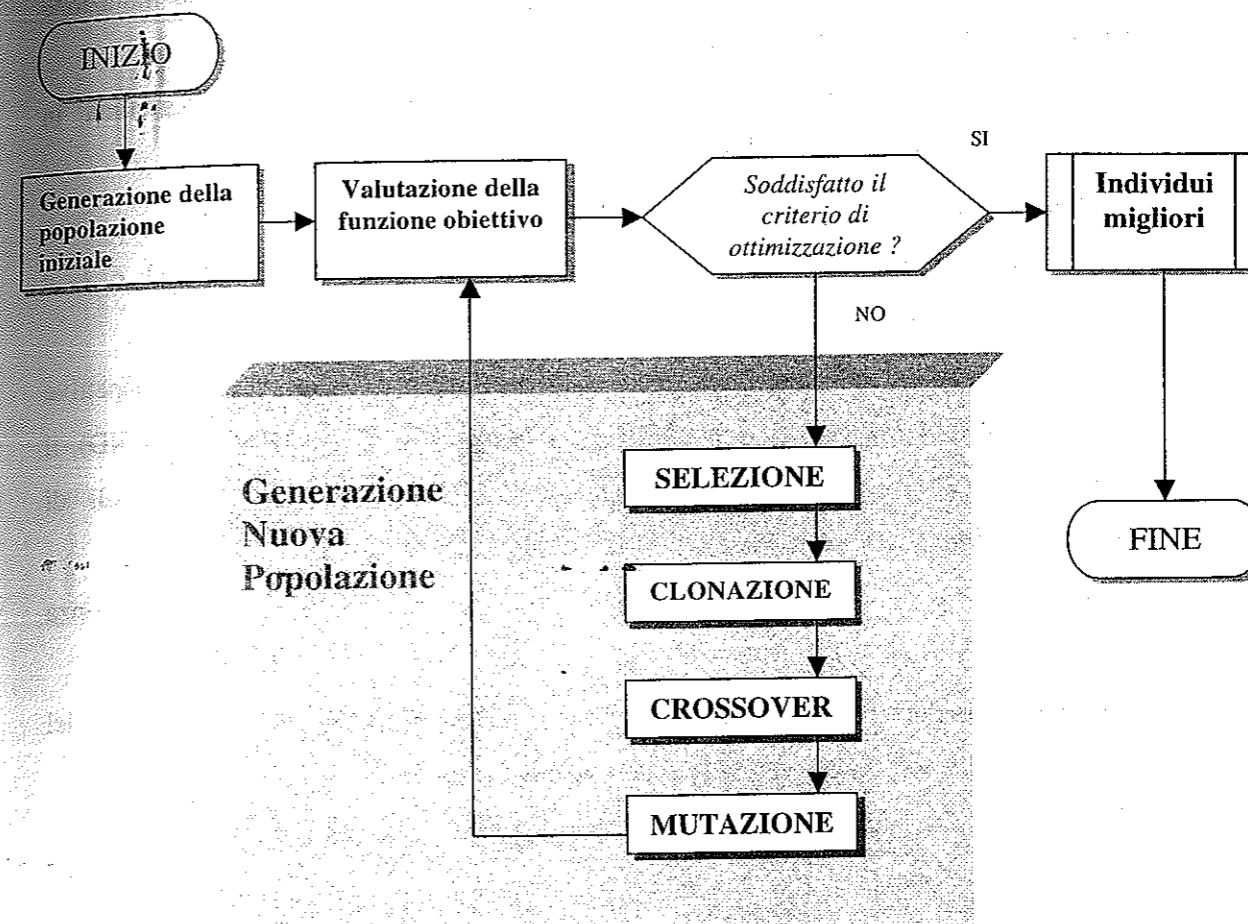 INIZIO
Generazione della
popolazione
iniziale
Valutazione della
funzione obiettivo
Soddisfatto il
criterio di
ottimizzazione ?
SI
Individui
migliori
NO
Generazione
Nuova
Popolazione
SELEZIONE
CLONAZIONE
CROSSOVER
MUTAZIONE
FINE